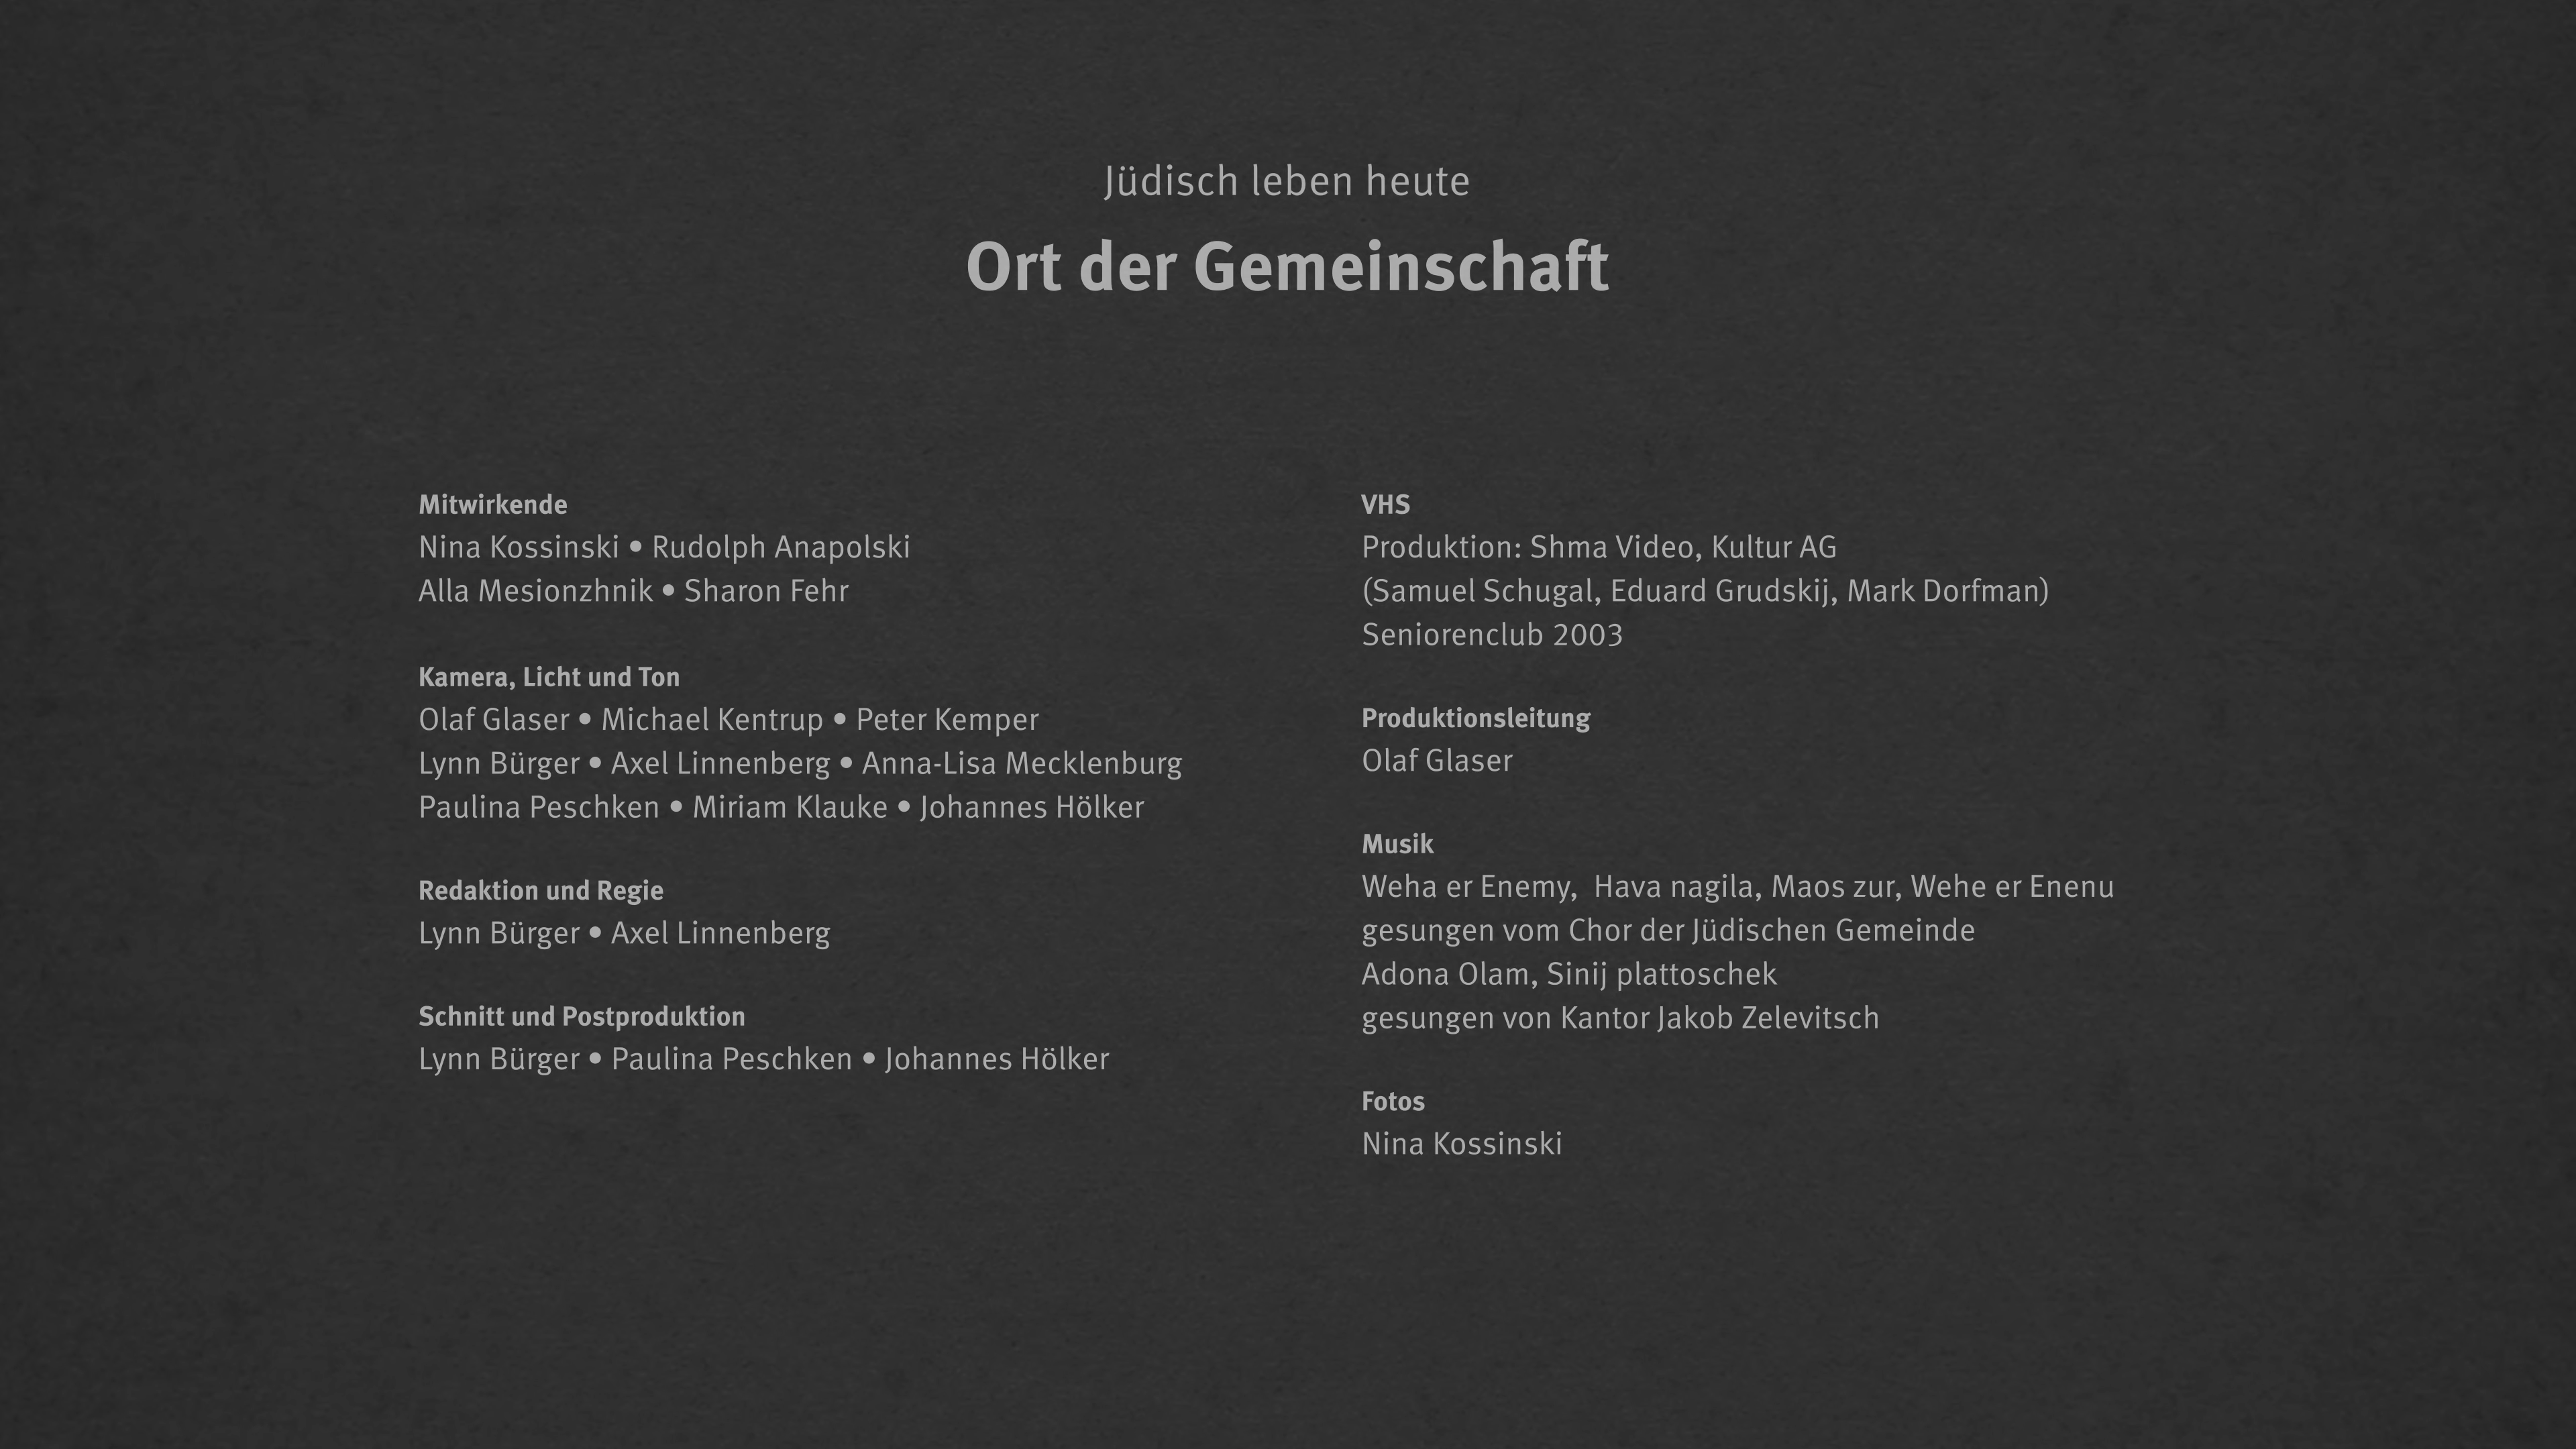 Jüdisch leben heute
Ort der Gemeinschaft
Mitwirkende
Nina Kossinski • Rudolph Anapolski
Alla Mesionzhnik • Sharon Fehr
Kamera, Licht und Ton
Olaf Glaser • Michael Kentrup • Peter Kemper
Lynn Bürger • Axel Linnenberg • Anna-Lisa Mecklenburg
Paulina Peschken • Miriam Klauke • Johannes Hölker
Redaktion und Regie
Lynn Bürger • Axel Linnenberg
Schnitt und Postproduktion
Lynn Bürger • Paulina Peschken • Johannes Hölker
VHS
Produktion: Shma Video, Kultur AG
(Samuel Schugal, Eduard Grudskij, Mark Dorfman)
Seniorenclub 2003
Produktionsleitung
Olaf Glaser
Musik
Weha er Enemy,  Hava nagila, Maos zur, Wehe er Enenu
gesungen vom Chor der Jüdischen Gemeinde
Adona Olam, Sinij plattoschek
gesungen von Kantor Jakob Zelevitsch
Fotos
Nina Kossinski